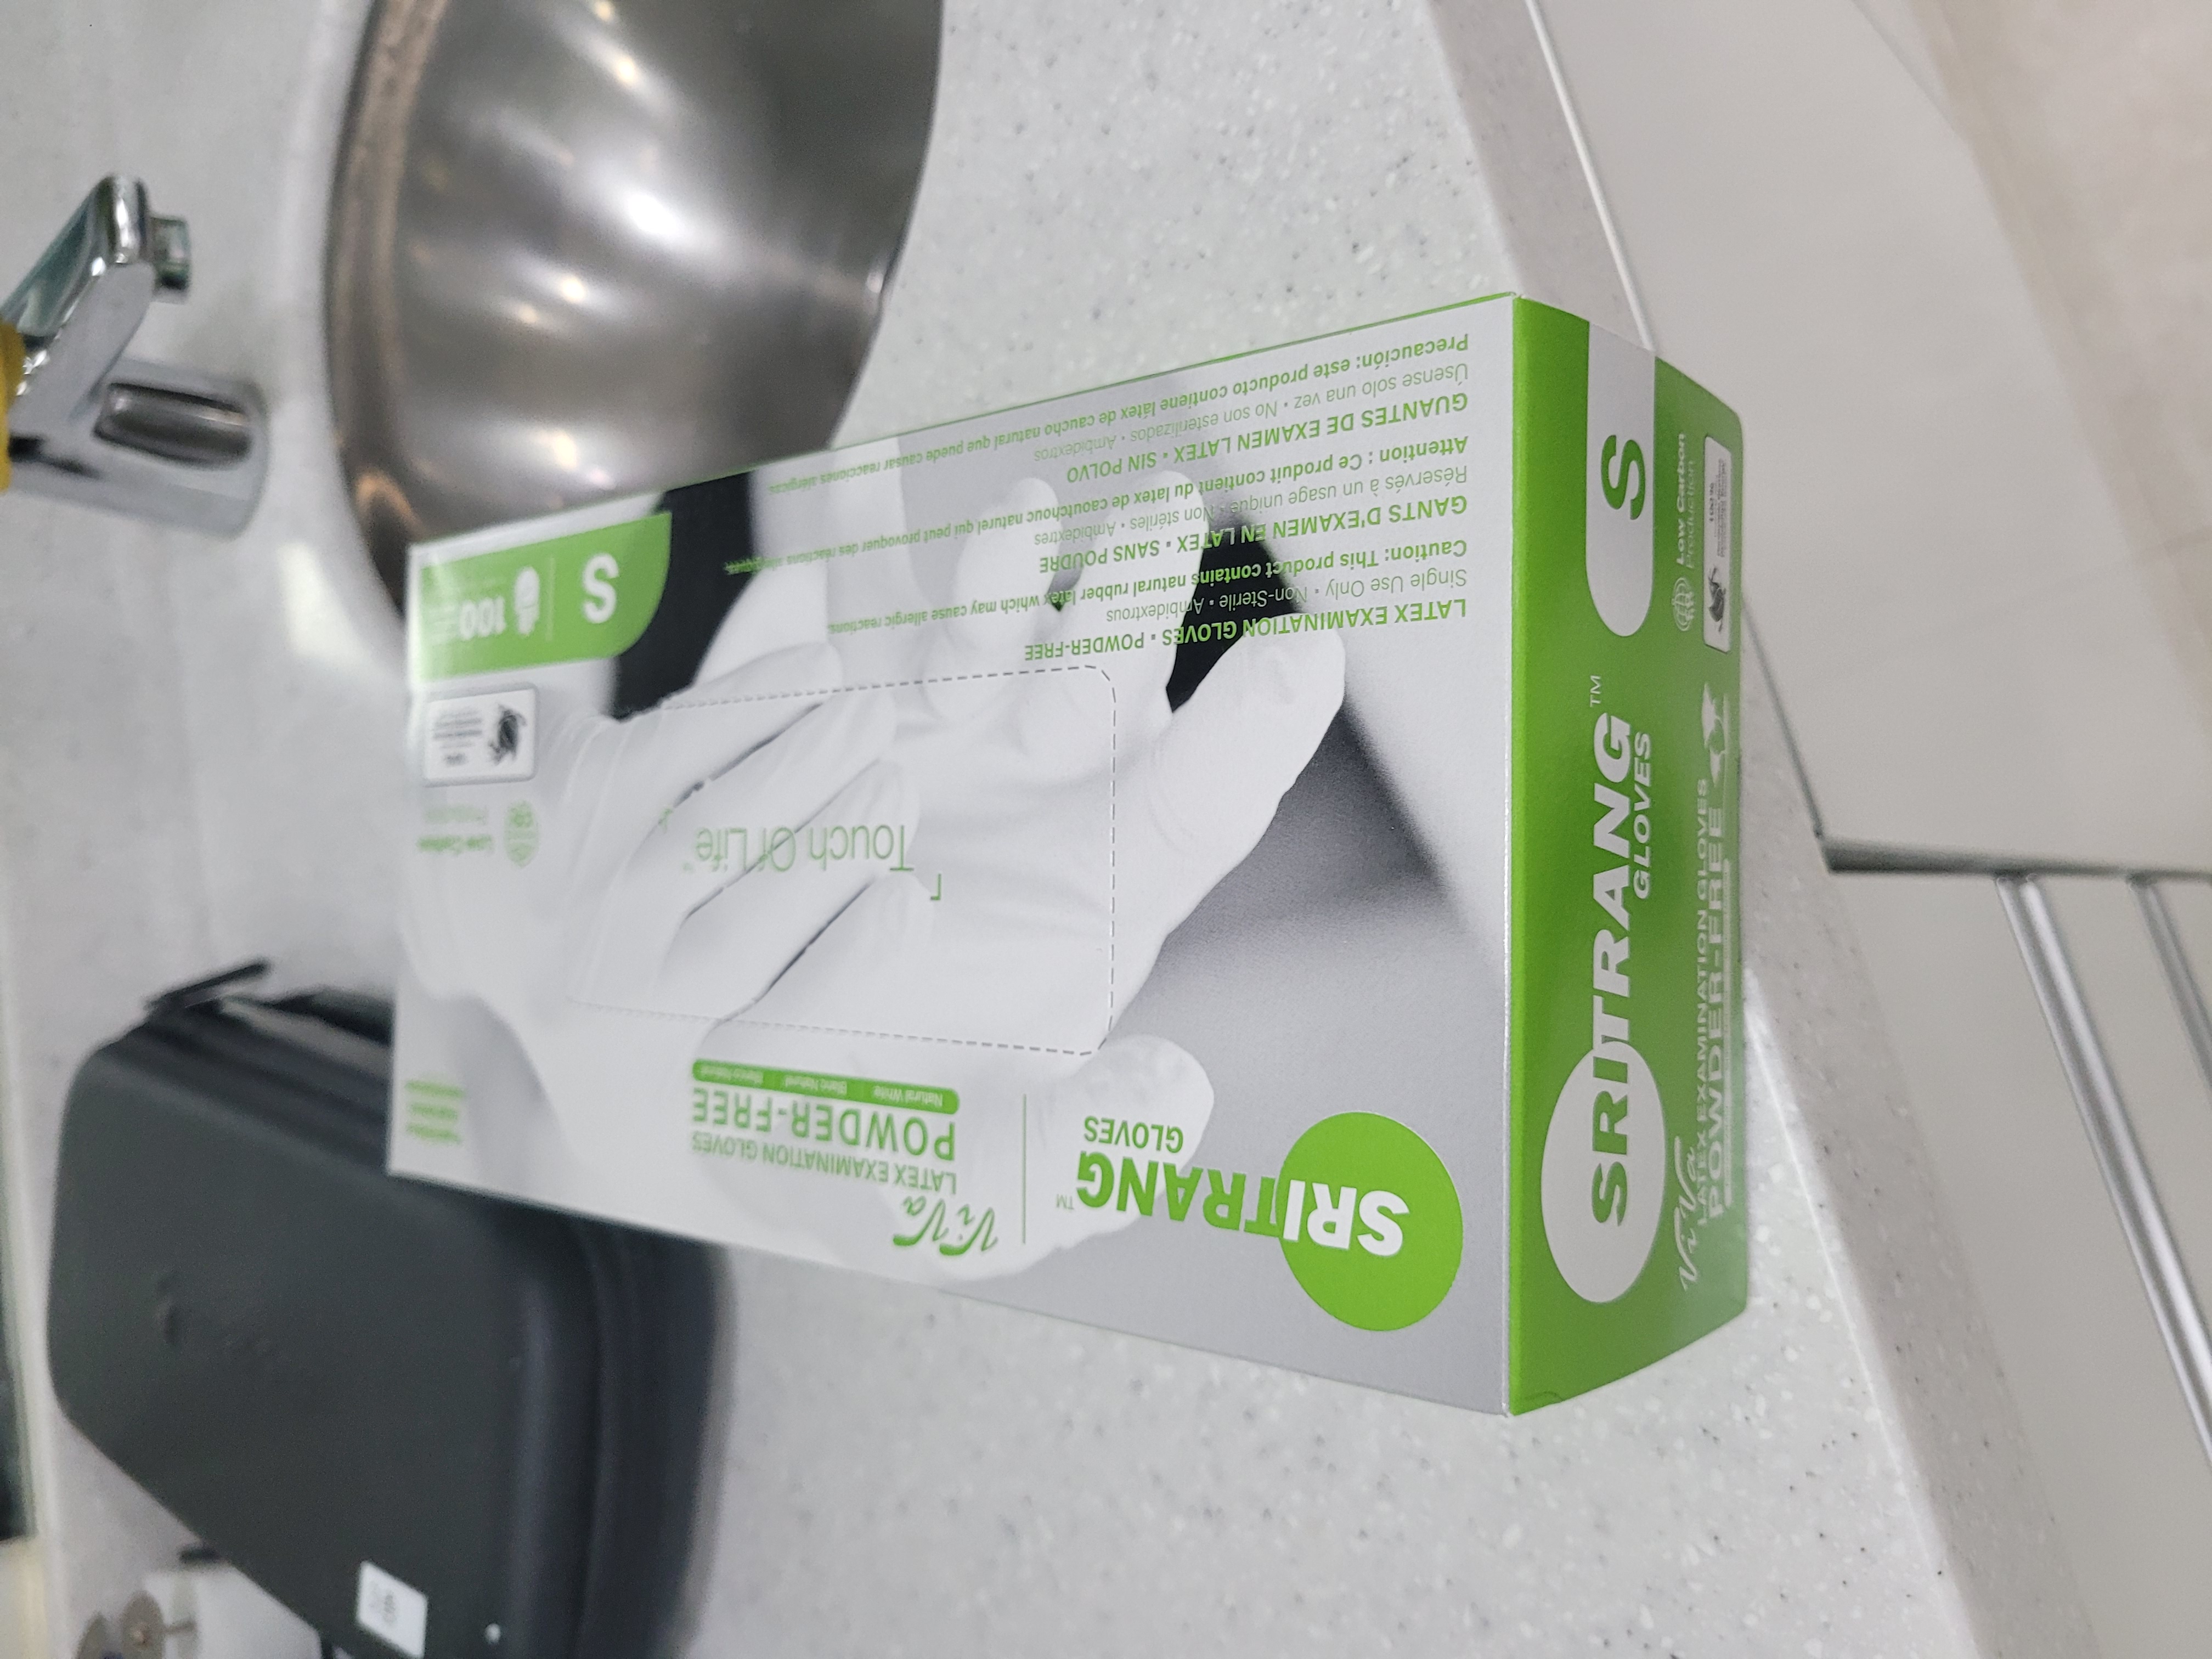 SRITRANG™
GLOVES
ViVa
LATEX EXAMINATION GLOVES
POWDER-FREE
Natural White Blanc Naturel Blanco Natural
Touch Of Life™
Low Carbon
Production
S 100
LATEX EXAMINATION GLOVES • POWDER-FREE
Single Use Only • Non-Sterile • Ambidextrous
Caution: This product contains natural rubber latex which may cause allergic reactions.
GANTS D'EXAMEN EN LATEX • SANS POUDRE
Réservés à un usage unique • Non stériles • Ambidextres
Attention : Ce produit contient du latex de caoutchouc naturel qui peut provoquer des réactions allergiques.
GUANTES DE EXAMEN LATEX • SIN POLVO
Úsense solo una vez • No son esterilizados • Ambidextros
Precaución: este producto contiene látex de caucho natural que puede causar reacciones alérgicas.
SRITRANG™
GLOVES
S
ViVa
LATEX EXAMINATION GLOVES
POWDER-FREE
Low Carbon
Production
100%